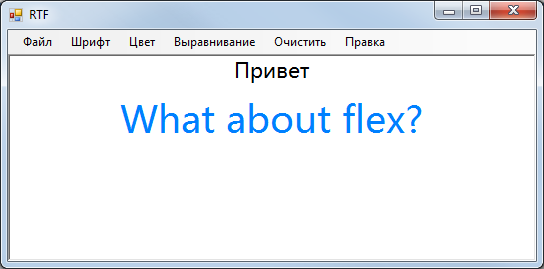 RTF
Файл Шрифт Цвет Выравнивание Очистить Правка
Привет
What about flex?